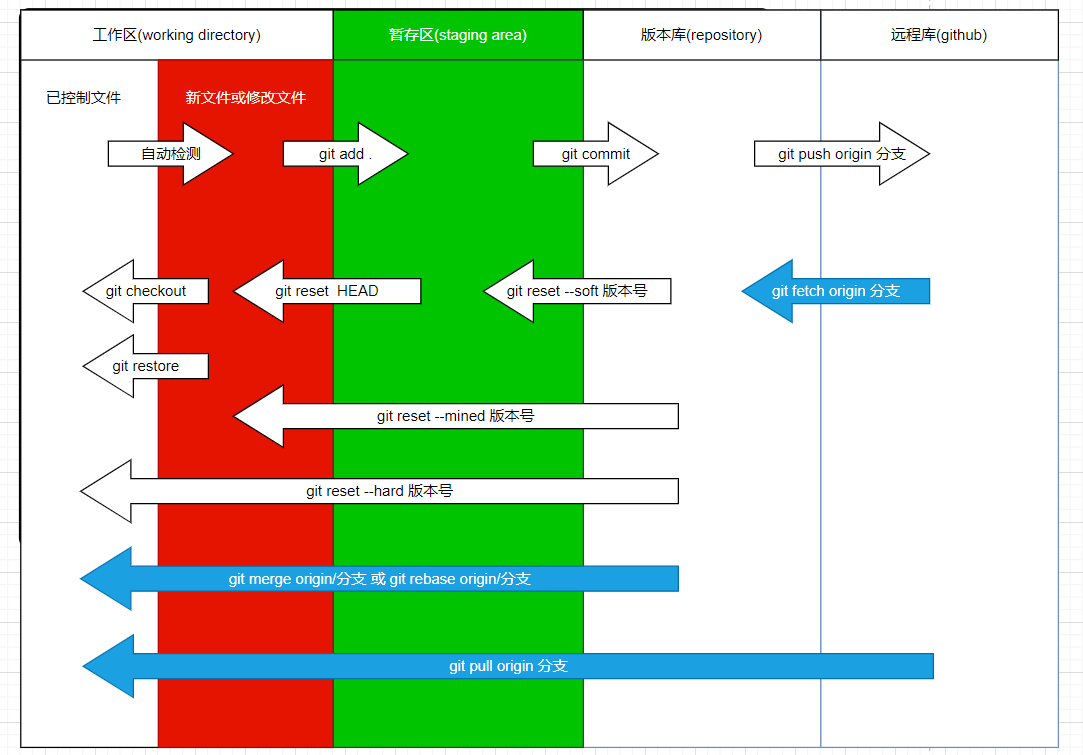 工作区(working directory)
暂存区(staging area)
版本库(repository)
远程库(github)
已控制文件
新文件或修改文件
自动检测
git add .
git commit
git push origin 分支
git checkout
git reset  HEAD
git reset --soft 版本号
git fetch origin 分支
git restore
git reset --mined 版本号
git reset --hard 版本号
git merge origin/分支 或 git rebase origin/分支
git pull origin 分支